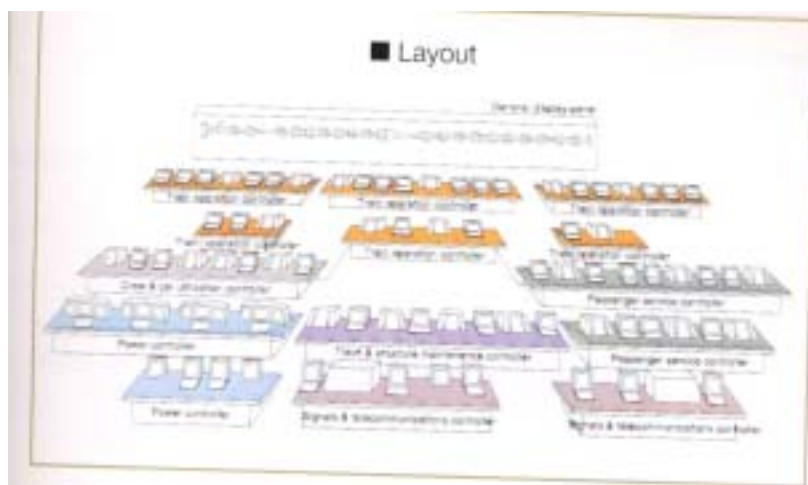 ■ Layout
General display panel
Train operation controller
Train operation controller
Train operation controller
Train operation controller
Train operation controller
Train operation controller
Crew & car utilization controller
Passenger service controller
Power controller
Track & structure maintenance controller
Passenger service controller
Power controller
Signals & telecommunications controller
Signals & telecommunications controller